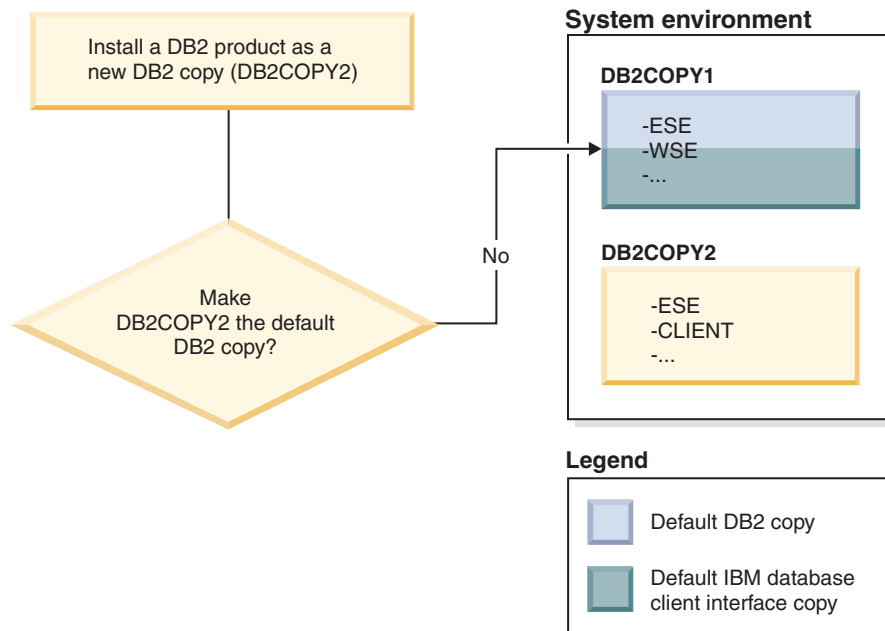 Install a DB2 product as a
new DB2 copy (DB2COPY2)
Make
DB2COPY2 the default
DB2 copy?
No
System environment
DB2COPY1
-ESE
-WSE
-...
DB2COPY2
-ESE
-CLIENT
-...
Legend
Default DB2 copy
Default IBM database
client interface copy